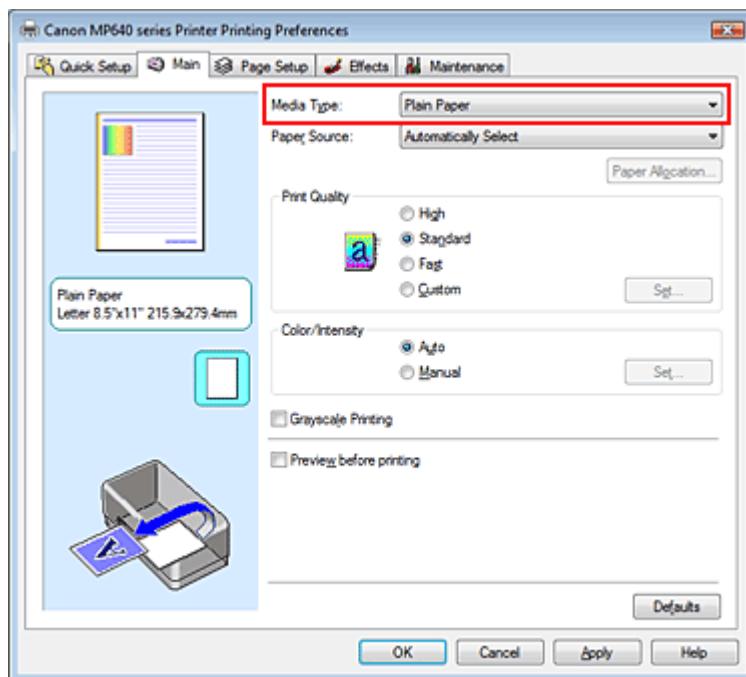 Canon MP640 series Printer Printing Preferences
Quick Setup Main Page Setup Effects Maintenance
Media Type: Plain Paper
Paper Source: Automatically Select
Paper Allocation...
Print Quality
High
a Standard
Fast
Custom Set...
Plain Paper
Letter 8.5"x11" 215.9x279.4mm
Color/Intensity
Auto
Manual Set...
Grayscale Printing
Preview before printing
A
Defaults
OK Cancel Apply Help